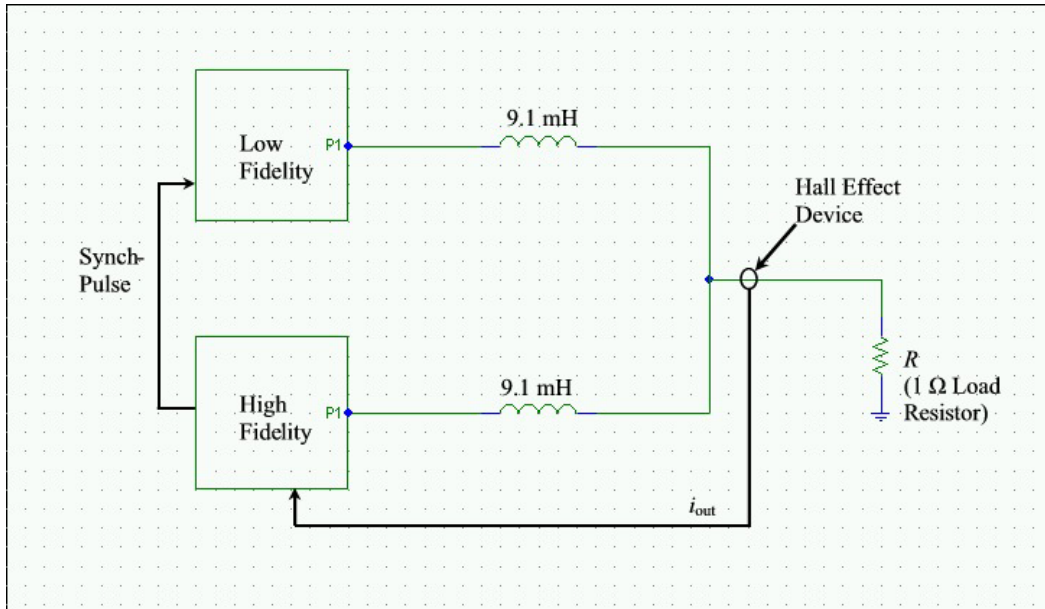 9.1 mH
Low
Fidelity
P1
Hall Effect
Device
Synch-
Pulse
9.1 mH
High
Fidelity
P1
R
(1 Ω Load
Resistor)
iout